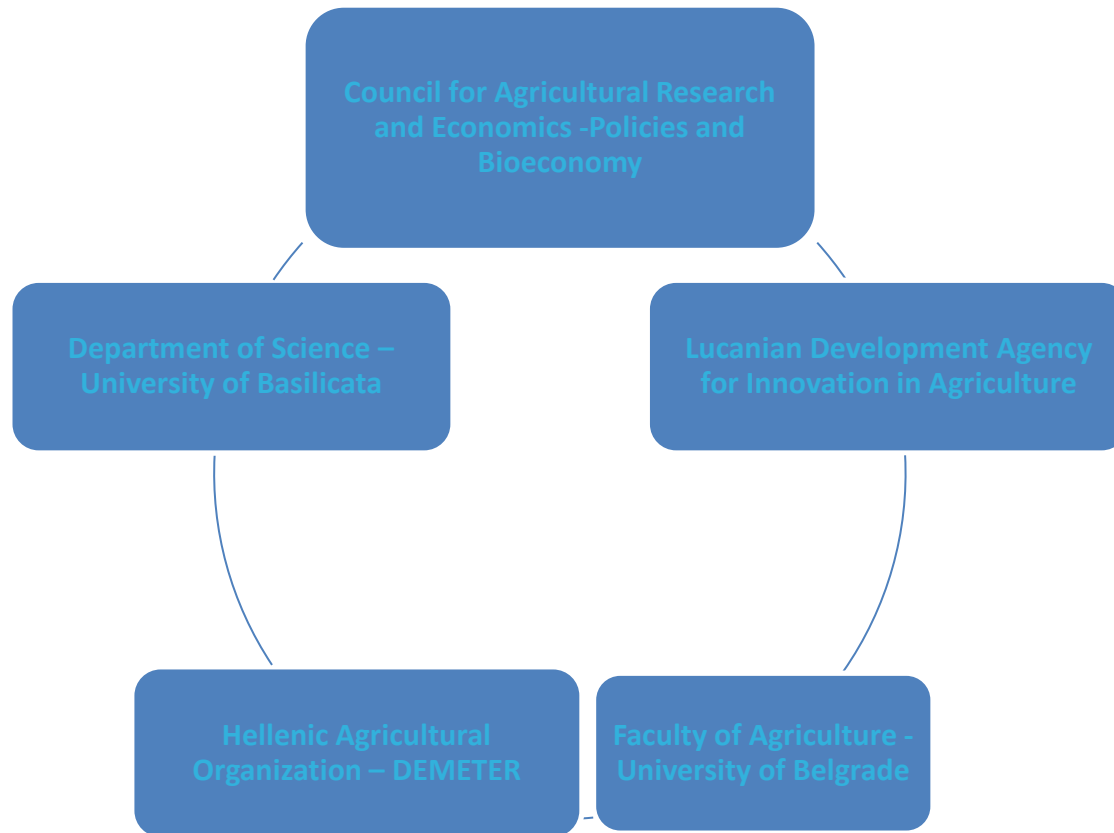 Council for Agricultural Research
and Economics -Policies and
Bioeconomy
Department of Science –
University of Basilicata
Lucanian Development Agency
for Innovation in Agriculture
Hellenic Agricultural
Organization – DEMETER
Faculty of Agriculture -
University of Belgrade